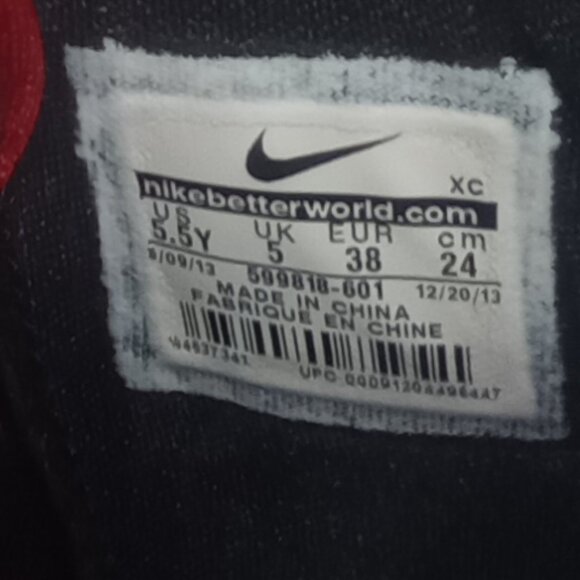 XC
nikebetterworld.com
US UK EUR cm
5.5Y 5 38 24
599818-601 12/20/13
MADE IN CHINA
FABRIQUE EN CHINE